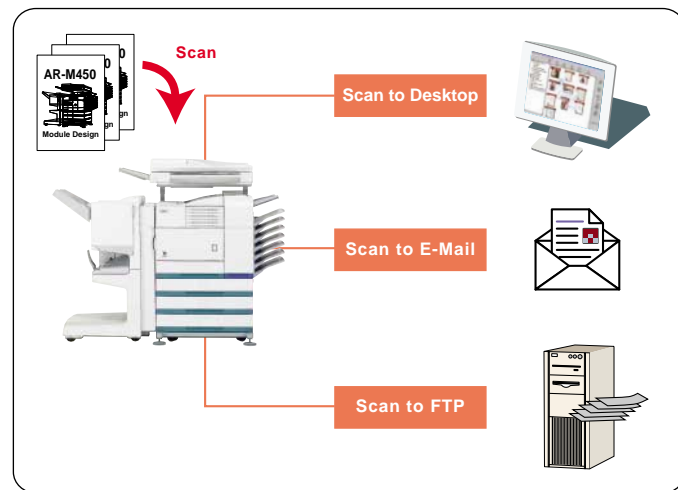 Scan
AR-M450
Module Design
Scan to Desktop
Scan to E-Mail
Scan to FTP